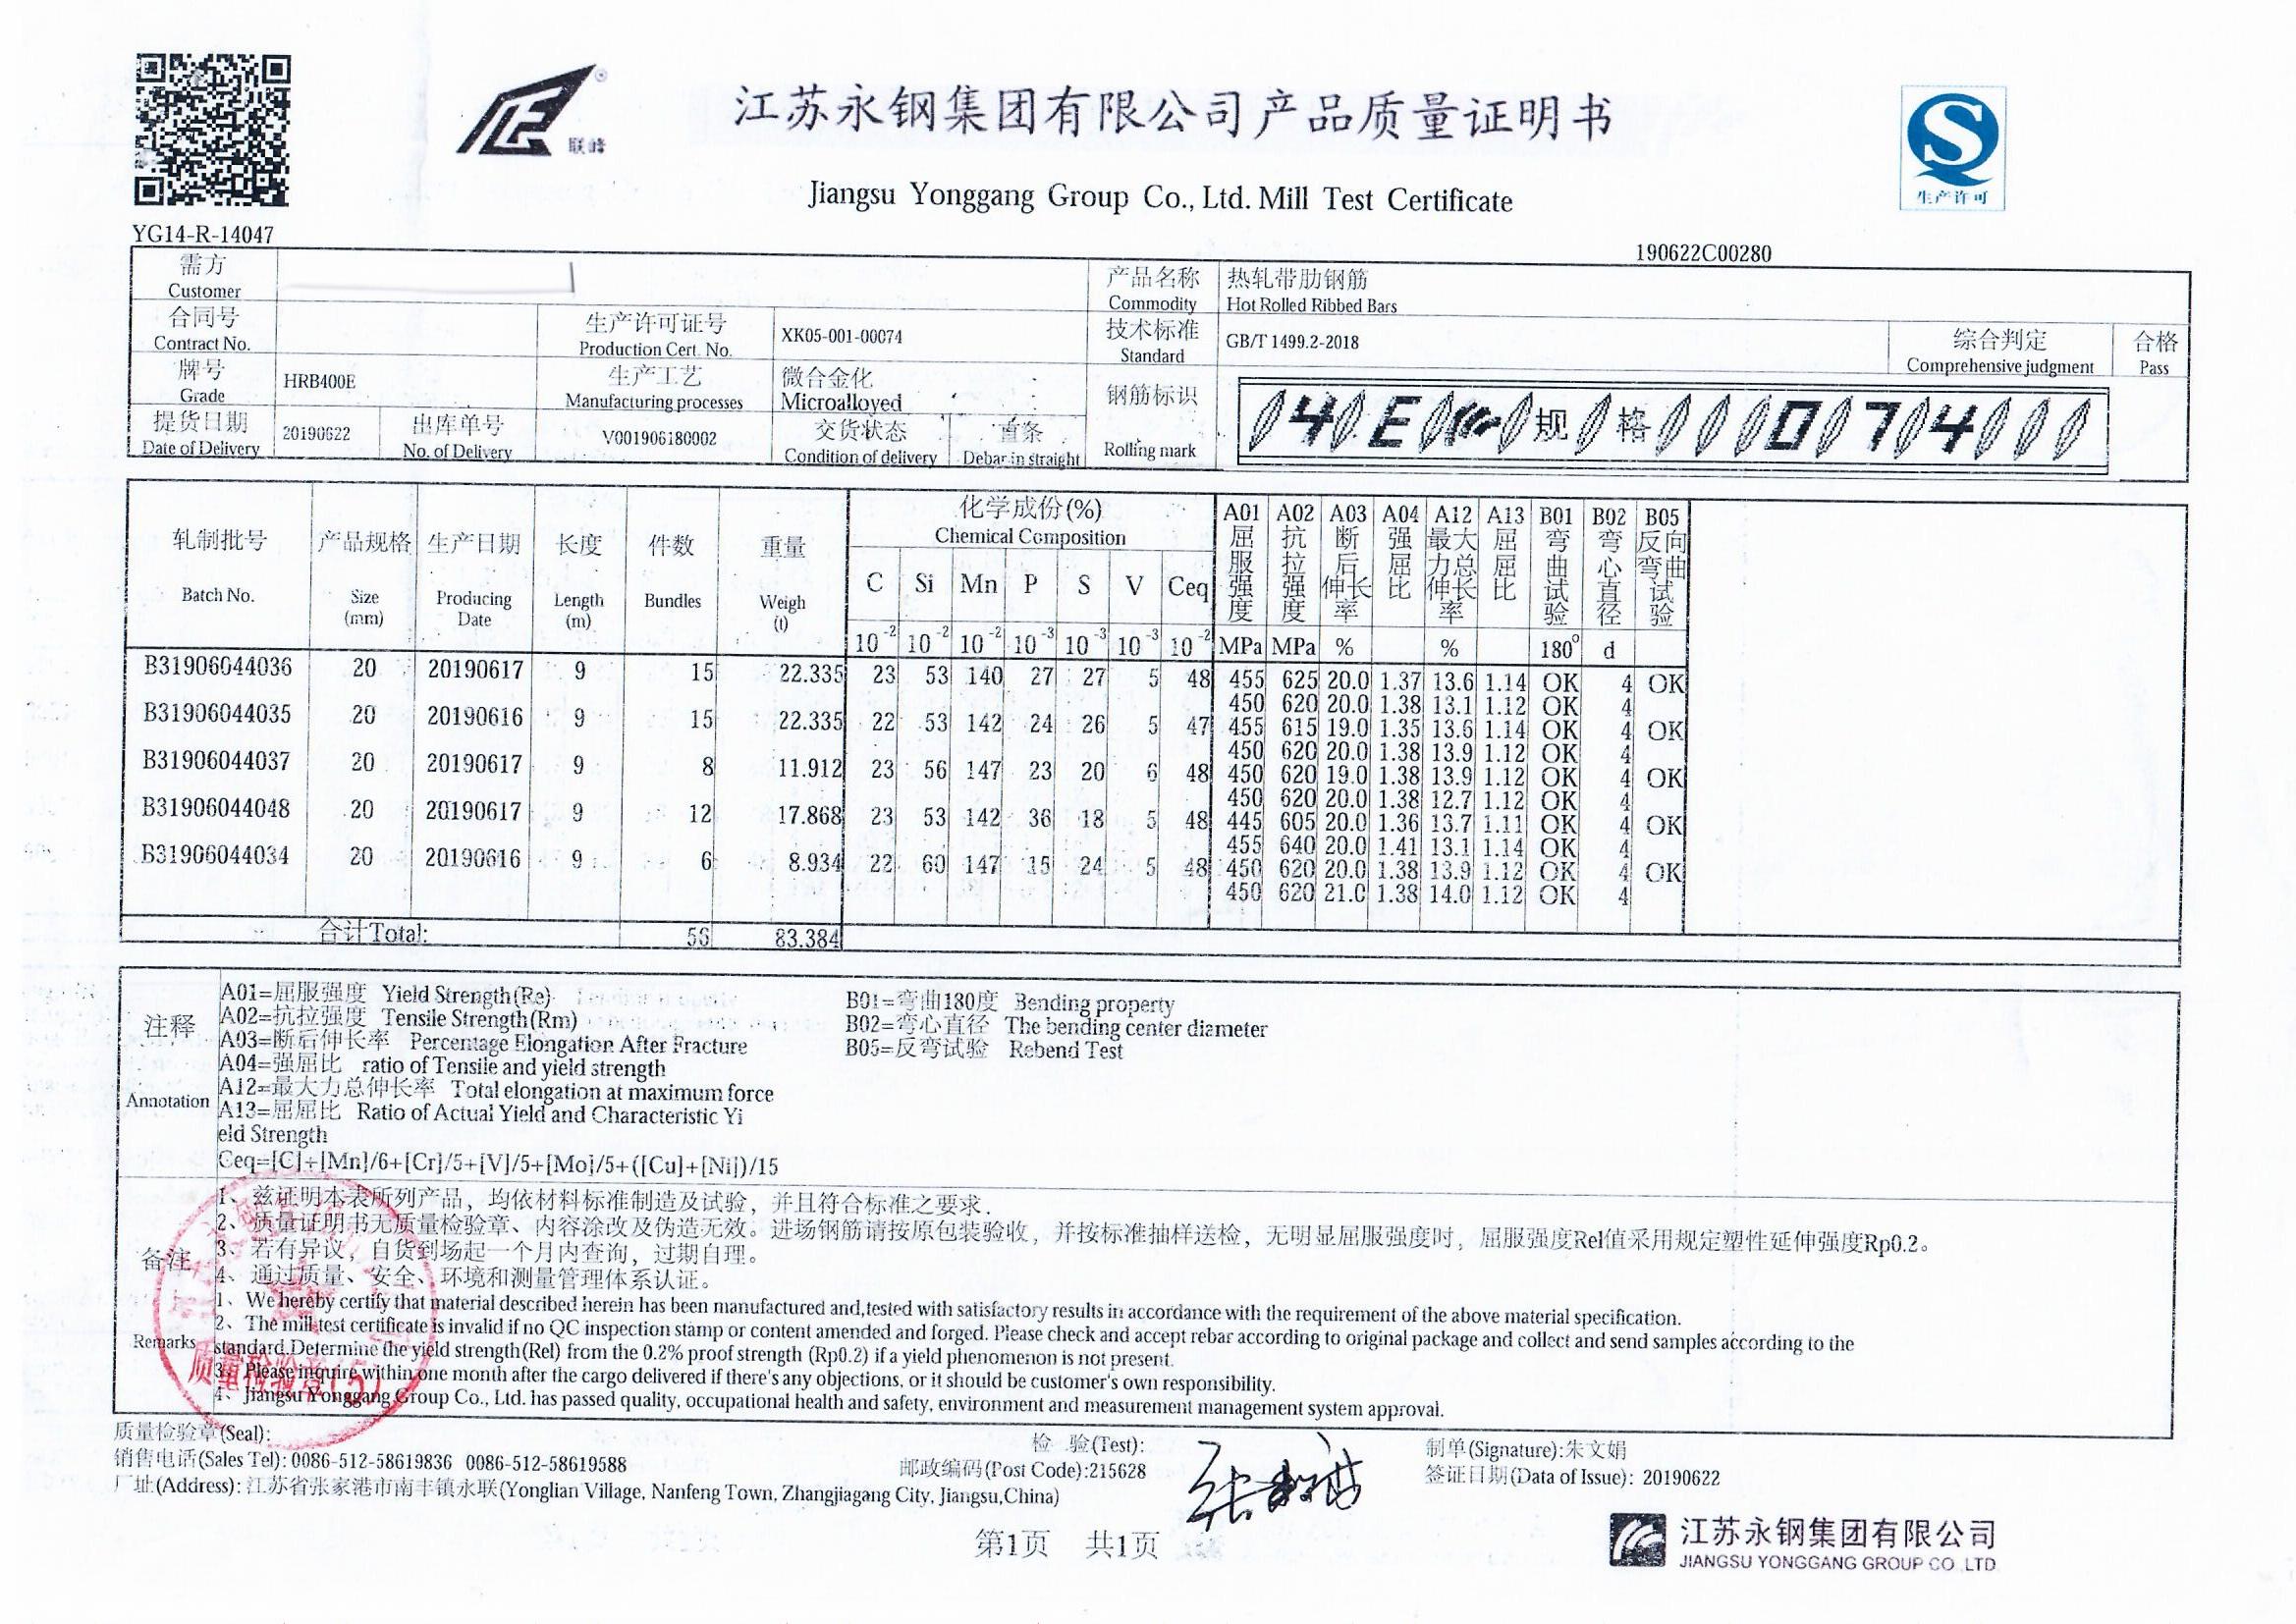 联峰
江苏永钢集团有限公司产品质量证明书
Jiangsu Yonggang Group Co., Ltd. Mill Test Certificate
生产许可
YG14-R-14047
190622C00280
需方 Customer 产品名称 Commodity 热轧带肋钢筋 Hot Rolled Ribbed Bars
合同号 Contract No. 生产许可证号 Production Cert. No. XK05-001-00074 技术标准 Standard GB/T 1499.2-2018 综合判定 Comprehensive judgment 合格 Pass
牌号 Grade HRB400E 生产工艺 Manufacturing processes 微合金化 Microalloyed 钢筋标识 Rolling mark 4 E 规 格 0 7 4
提货日期 Date of Delivery 20190622 出库单号 No. of Delivery V001906180002 交货状态 Condition of delivery 直条 Debar in straight
轧制批号 Batch No. 产品规格 Size (mm) 生产日期 Producing Date 长度 Length (m) 件数 Bundles 重量 Weigh (t) 化学成份(%) Chemical Composition
C Si Mn P S V Ceq
10-2 10-2 10-2 10-3 10-3 10-3 10-2
A01 屈服强度 MPa A02 抗拉强度 MPa A03 断后伸长率 % A04 强屈比 A12 最大力总伸长率 % A13 屈屈比 B01 弯曲试验 180° B02 弯心直径 d B05 反向弯曲试验
B31906044036 20 20190617 9 15 22.335 23 53 140 27 27 5 48 455 625 20.0 1.37 13.6 1.14 OK 4 OK
450 620 20.0 1.38 13.1 1.12 OK 4
B31906044035 20 20190616 9 15 22.335 22 53 142 24 26 5 47 455 615 19.0 1.35 13.6 1.14 OK 4 OK
450 620 20.0 1.38 13.9 1.12 OK 4
B31906044037 20 20190617 9 8 11.912 23 56 147 23 20 6 48 450 620 19.0 1.38 13.9 1.12 OK 4 OK
450 620 20.0 1.38 12.7 1.12 OK 4
B31906044048 20 20190617 9 12 17.868 23 53 142 36 18 5 48 445 605 20.0 1.36 13.7 1.11 OK 4 OK
455 640 20.0 1.41 13.1 1.14 OK 4
B31906044034 20 20190616 9 6 8.934 22 60 147 15 24 5 48 450 620 20.0 1.38 13.9 1.12 OK 4 OK
450 620 21.0 1.38 14.0 1.12 OK 4
合计Total: 56 83.384
注释 Annotation
A01=屈服强度 Yield Strength(Re)
A02=抗拉强度 Tensile Strength(Rm)
A03=断后伸长率 Percentage Elongation After Fracture
A04=强屈比 ratio of Tensile and yield strength
A12=最大力总伸长率 Total elongation at maximum force
A13=屈屈比 Ratio of Actual Yield and Characteristic Yi
eld Strength
Ceq=[C]+[Mn]/6+[Cr]/5+[V]/5+[Mo]/5+([Cu]+[Ni])/15
B01=弯曲180度 Bending property
B02=弯心直径 The bending center diameter
B05=反弯试验 Rebend Test
备注 Remarks
1、兹证明本表所列产品，均依材料标准制造及试验，并且符合标准之要求.
2、质量证明书无质量检验章、内容涂改及伪造无效。进场钢筋请按原包装验收，并按标准抽样送检，无明显屈服强度时，屈服强度Rel值采用规定塑性延伸强度Rp0.2。
3、若有异议，自货到场起一个月内查询，过期自理。
4、通过质量、安全、环境和测量管理体系认证。
1、We hereby certify that material described herein has been manufactured and,tested with satisfactory results in accordance with the requirement of the above material specification.
2、The mill test certificate is invalid if no QC inspection stamp or content amended and forged. Please check and accept rebar according to original package and collect and send samples according to the
standard.Determine the yield strength(Rel) from the 0.2% proof strength (Rp0.2) if a yield phenomenon is not present.
3、Please inquire within one month after the cargo delivered if there's any objections, or it should be customer's own responsibility.
4、Jiangsu Yonggang Group Co., Ltd. has passed quality, occupational health and safety, environment and measurement management system approval.
质量检验章(5)
质量检验章(Seal):
检 验(Test):
制单(Signature):朱文娟
销售电话(Sales Tel): 0086-512-58619836 0086-512-58619588
邮政编码(Post Code):215628
签证日期(Data of Issue): 20190622
厂址(Address): 江苏省张家港市南丰镇永联(Yonglian Village, Nanfeng Town, Zhangjiagang City, Jiangsu,China)
第1页 共1页
江苏永钢集团有限公司
JIANGSU YONGGANG GROUP CO .LTD